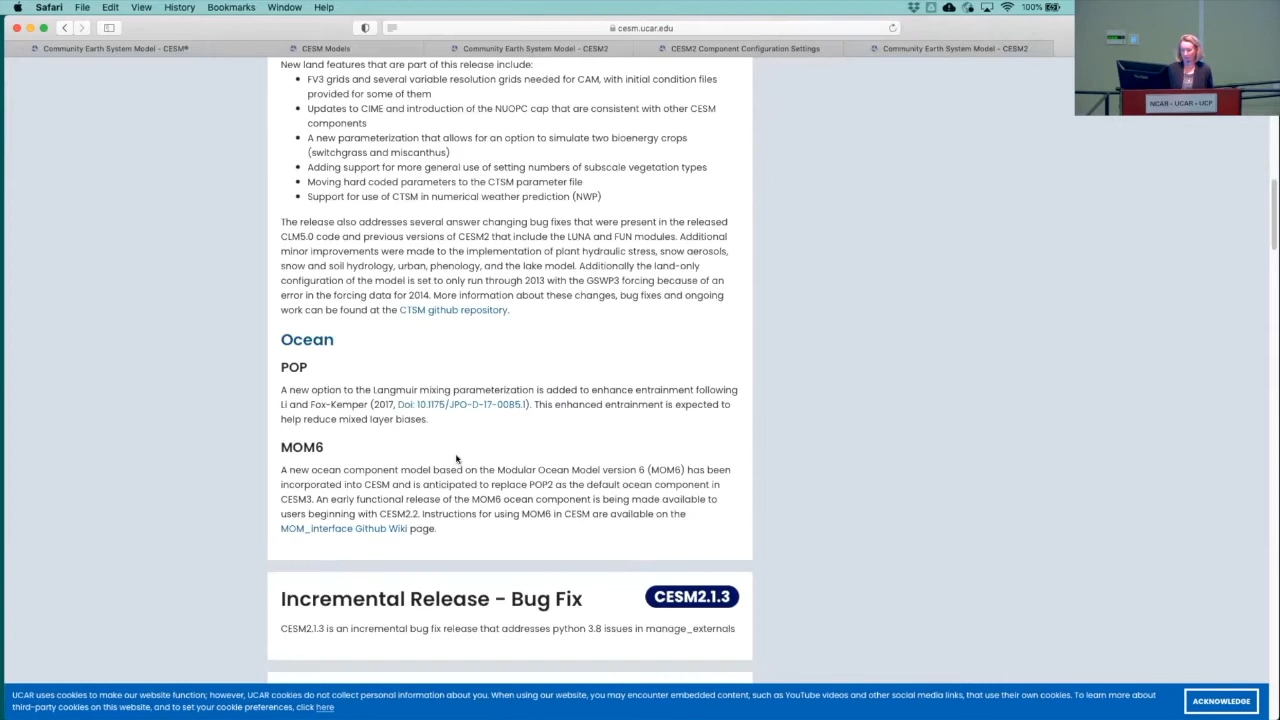 Safari File Edit View History Bookmarks Window Help 100%
cesm.ucar.edu
Community Earth System Model - CESM® CESM Models Community Earth System Model - CESM2 CESM2 Component Configuration Settings Community Earth System Model - CESM2
NCAR • UCAR • UCP
New land features that are part of this release include:
• FV3 grids and several variable resolution grids needed for CAM, with initial condition files
provided for some of them
• Updates to CIME and introduction of the NUOPC cap that are consistent with other CESM
components
• A new parameterization that allows for an option to simulate two bioenergy crops
(switchgrass and miscanthus)
• Adding support for more general use of setting numbers of subscale vegetation types
• Moving hard coded parameters to the CTSM parameter file
• Support for use of CTSM in numerical weather prediction (NWP)
The release also addresses several answer changing bug fixes that were present in the released
CLM5.0 code and previous versions of CESM2 that include the LUNA and FUN modules. Additional
minor improvements were made to the implementation of plant hydraulic stress, snow aerosols,
snow and soil hydrology, urban, phenology, and the lake model. Additionally the land-only
configuration of the model is set to only run through 2013 with the GSWP3 forcing because of an
error in the forcing data for 2014. More information about these changes, bug fixes and ongoing
work can be found at the CTSM github repository.
Ocean
POP
A new option to the Langmuir mixing parameterization is added to enhance entrainment following
Li and Fox-Kemper (2017, Doi: 10.1175/JPO-D-17-0085.1). This enhanced entrainment is expected to
help reduce mixed layer biases.
MOM6
A new ocean component model based on the Modular Ocean Model version 6 (MOM6) has been
incorporated into CESM and is anticipated to replace POP2 as the default ocean component in
CESM3. An early functional release of the MOM6 ocean component is being made available to
users beginning with CESM2.2. Instructions for using MOM6 in CESM are available on the
MOM_interface Github Wiki page.
Incremental Release - Bug Fix CESM2.1.3
CESM2.1.3 is an incremental bug fix release that addresses python 3.8 issues in manage_externals
UCAR uses cookies to make our website function; however, UCAR cookies do not collect personal information about you. When using our website, you may encounter embedded content, such as YouTube videos and other social media links, that use their own cookies. To learn more about
third-party cookies on this website, and to set your cookie preferences, click here
ACKNOWLEDGE